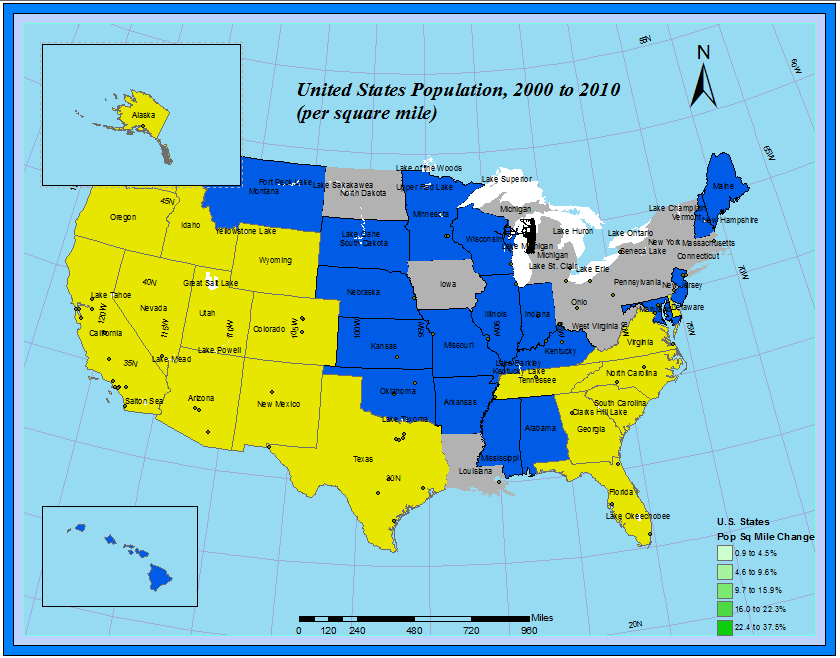 55N
60W
N
United States Population, 2000 to 2010
(per square mile)
Alaska
65W
Lake of the Woods
Lake Superior
Fort Peck Lake
Lake Sakakawea
Upper Red Lake
Montana
North Dakota
Maine
45N
Oregon
Idaho
Yellowstone Lake
Minnesota
Michigan
Lake Champlain
Vermont
New Hampshire
Lake Oahe
South Dakota
Wisconsin
Lake Michigan
Lake Huron
Lake Ontario
New York
Massachusetts
Seneca Lake
Connecticut
Michigan
Wyoming
Lake St. Clair
Lake Erie
70W
40N
Great Salt Lake
Iowa
Pennsylvania
New Jersey
Nebraska
Lake Tahoe
Nevada
Utah
Ohio
Delaware
120W
115W
110W
105W
100W
95W
90W
80W
75W
Colorado
Illinois
Indiana
West Virginia
California
Kansas
Missouri
Kentucky
Virginia
35N
Lake Mead
Lake Powell
Lake Barkley
Kentucky Lake
Tennessee
North Carolina
Salton Sea
Arizona
New Mexico
Oklahoma
Arkansas
South Carolina
Clarks Hill Lake
Lake Texoma
Alabama
Georgia
Texas
Mississippi
Louisiana
30N
Florida
Lake Okeechobee
U.S. States
Pop Sq Mile Change
0.9 to 4.5%
4.6 to 9.6%
9.7 to 15.9%
16.0 to 22.3%
22.4 to 37.5%
Miles
0 120 240 480 720 960
20N